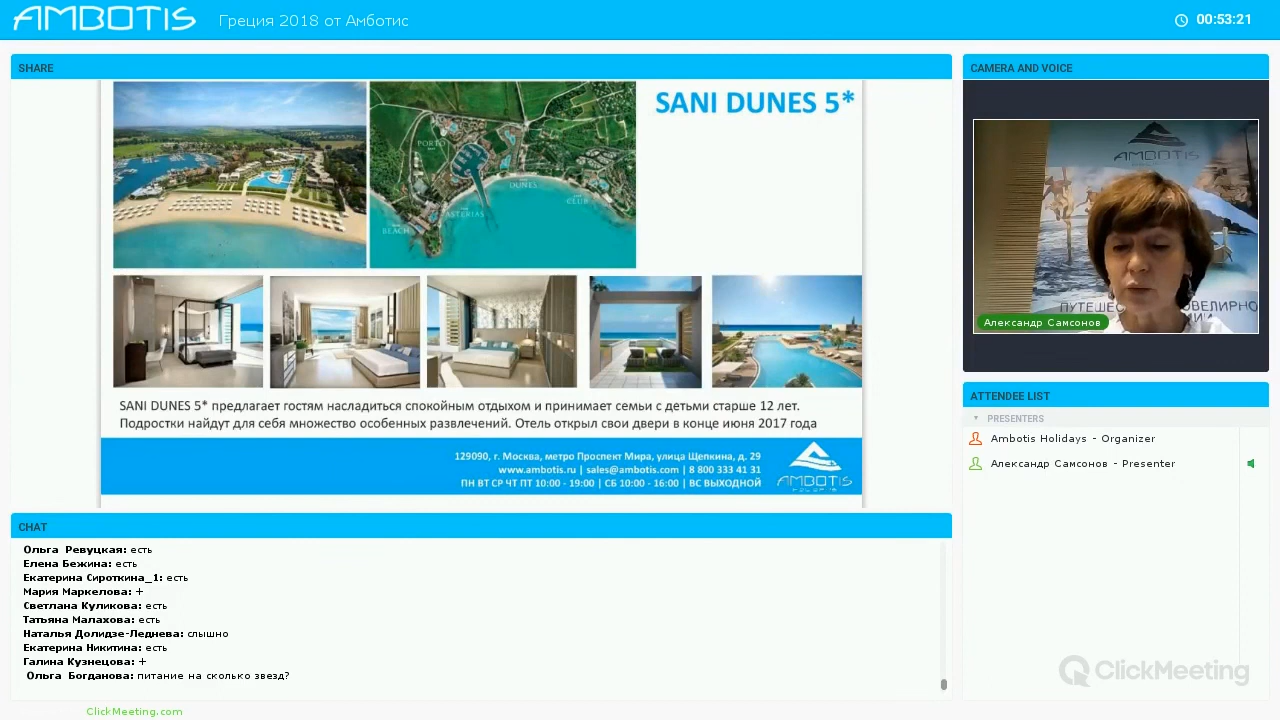 AMBOTIS Греция 2018 от Амботис 00:53:21
SHARE
SANI DUNES 5*
PORTO
DUNES
CLUB
ASTERIAS
BEACH
SANI DUNES 5* предлагает гостям насладиться спокойным отдыхом и принимает семьи с детьми старше 12 лет.
Подростки найдут для себя множество особенных развлечений. Отель открыл свои двери в конце июня 2017 года
129090, г. Москва, метро Проспект Мира, улица Щепкина, д. 29
www.ambotis.ru | sales@ambotis.com | 8 800 333 41 31
ПН ВТ СР ЧТ ПТ 10:00 - 19:00 | СБ 10:00 - 16:00 | ВС ВЫХОДНОЙ
AMBOTIS
HOLIDAYS
CAMERA AND VOICE
AMBOTIS
Александр Самсонов
ATTENDEE LIST
PRESENTERS
Ambotis Holidays - Organizer
Александр Самсонов - Presenter
CHAT
Ольга Ревуцкая: есть
Елена Бежина: есть
Екатерина Сироткина_1: есть
Мария Маркелова: +
Светлана Куликова: есть
Татьяна Малахова: есть
Наталья Долидзе-Леднева: слышно
Екатерина Никитина: есть
Галина Кузнецова: +
Ольга Богданова: питание на сколько звезд?
ClickMeeting
ClickMeeting.com